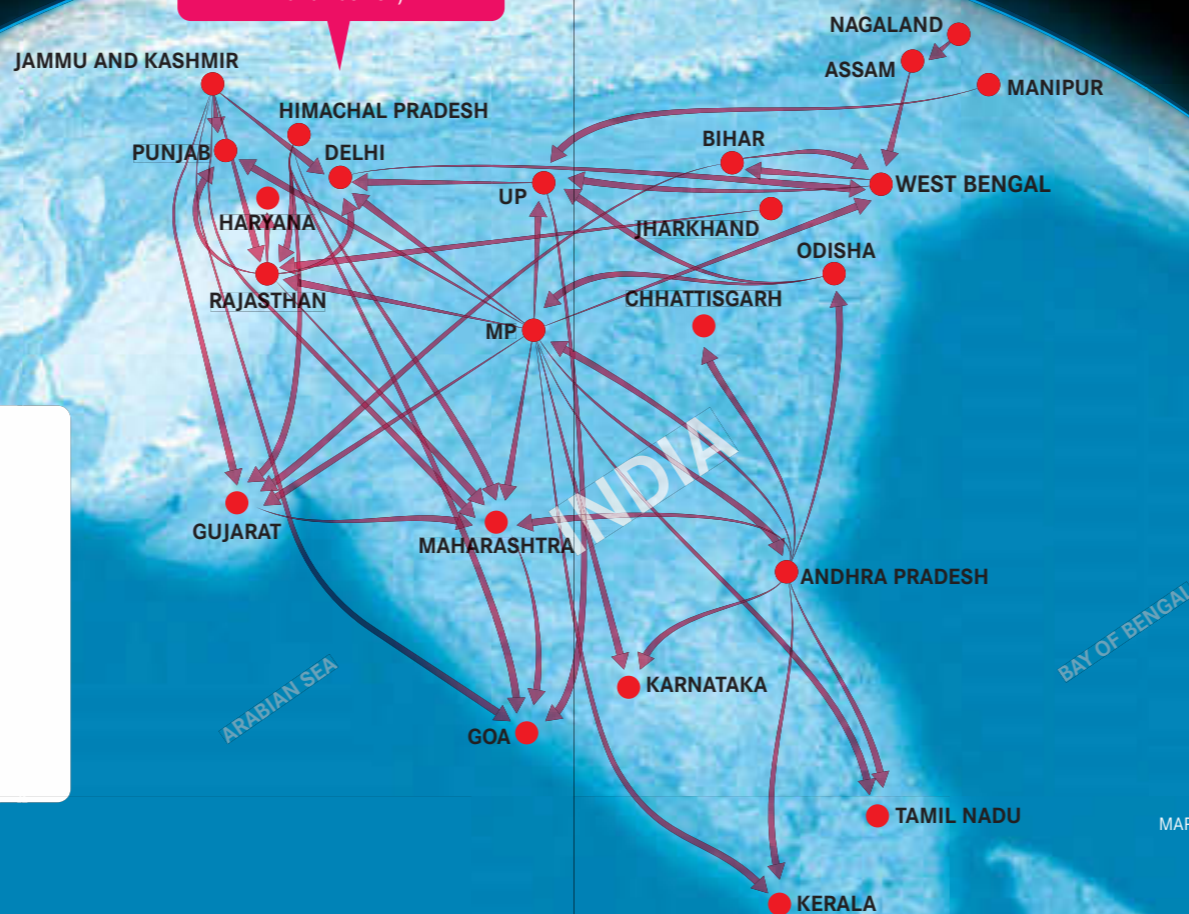 NAGALAND
JAMMU AND KASHMIR
ASSAM
MANIPUR
HIMACHAL PRADESH
BIHAR
PUNJAB
DELHI
WEST BENGAL
UP
HARYANA
JHARKHAND
ODISHA
RAJASTHAN
CHHATTISGARH
MP
INDIA
GUJARAT
MAHARASHTRA
ANDHRA PRADESH
BAY OF BENGAL
KARNATAKA
ARABIAN SEA
GOA
TAMIL NADU
KERALA